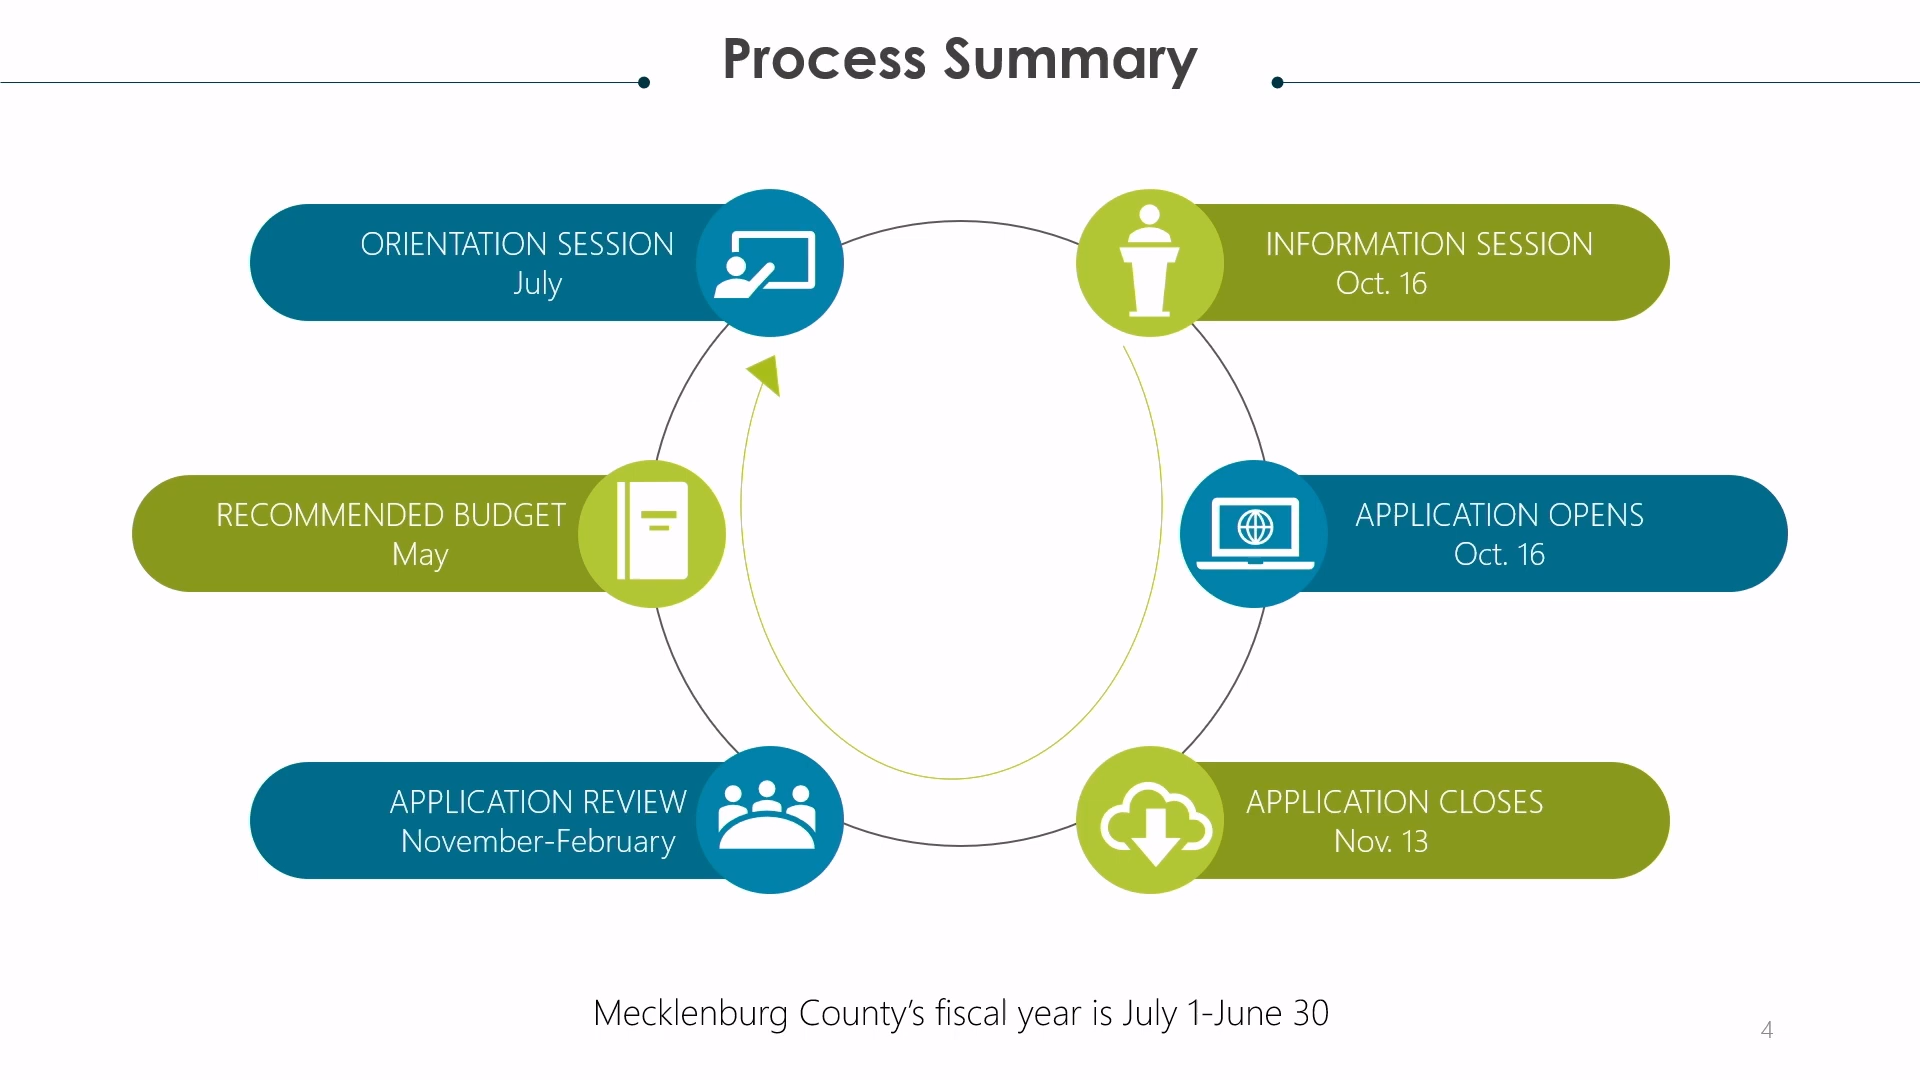 Process Summary
ORIENTATION SESSION
July
INFORMATION SESSION
Oct. 16
RECOMMENDED BUDGET
May
APPLICATION OPENS
Oct. 16
APPLICATION REVIEW
November-February
APPLICATION CLOSES
Nov. 13
Mecklenburg County’s fiscal year is July 1-June 30
4